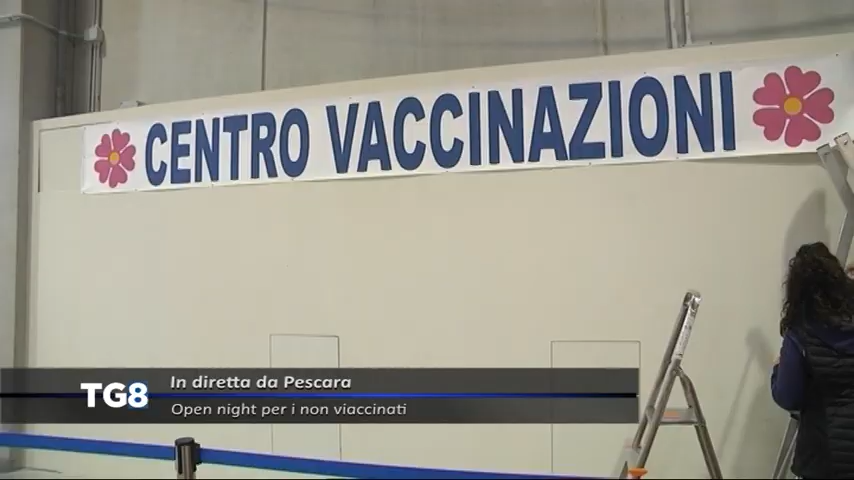 CENTRO VACCINAZIONI
TG8
In diretta da Pescara
Open night per i non viaccinati